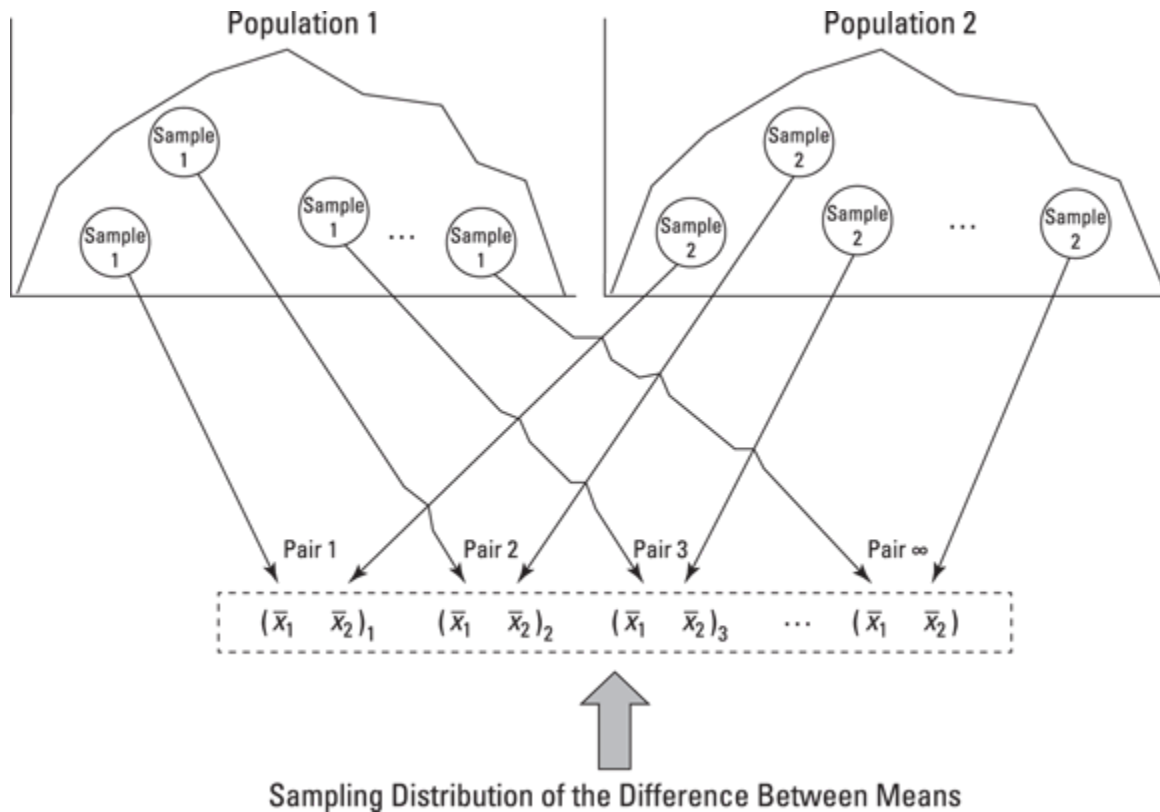 Population 1
Population 2
Sample
1
Sample
1
Sample
1
...
Sample
1
Sample
2
Sample
2
Sample
2
...
Sample
2
Pair 1
Pair 2
Pair 3
Pair ∞
(x̅₁ x̅₂)₁ (x̅₁ x̅₂)₂ (x̅₁ x̅₂)₃ ... (x̅₁ x̅₂)
Sampling Distribution of the Difference Between Means